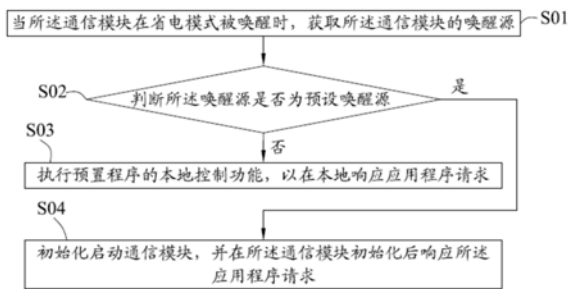 当所述通信模块在省电模式被唤醒时，获取所述通信模块的唤醒源
S01
S02
判断所述唤醒源是否为预设唤醒源
是
否
S03
执行预置程序的本地控制功能，以在本地响应应用程序请求
S04
初始化启动通信模块，并在所述通信模块初始化后响应所述
应用程序请求